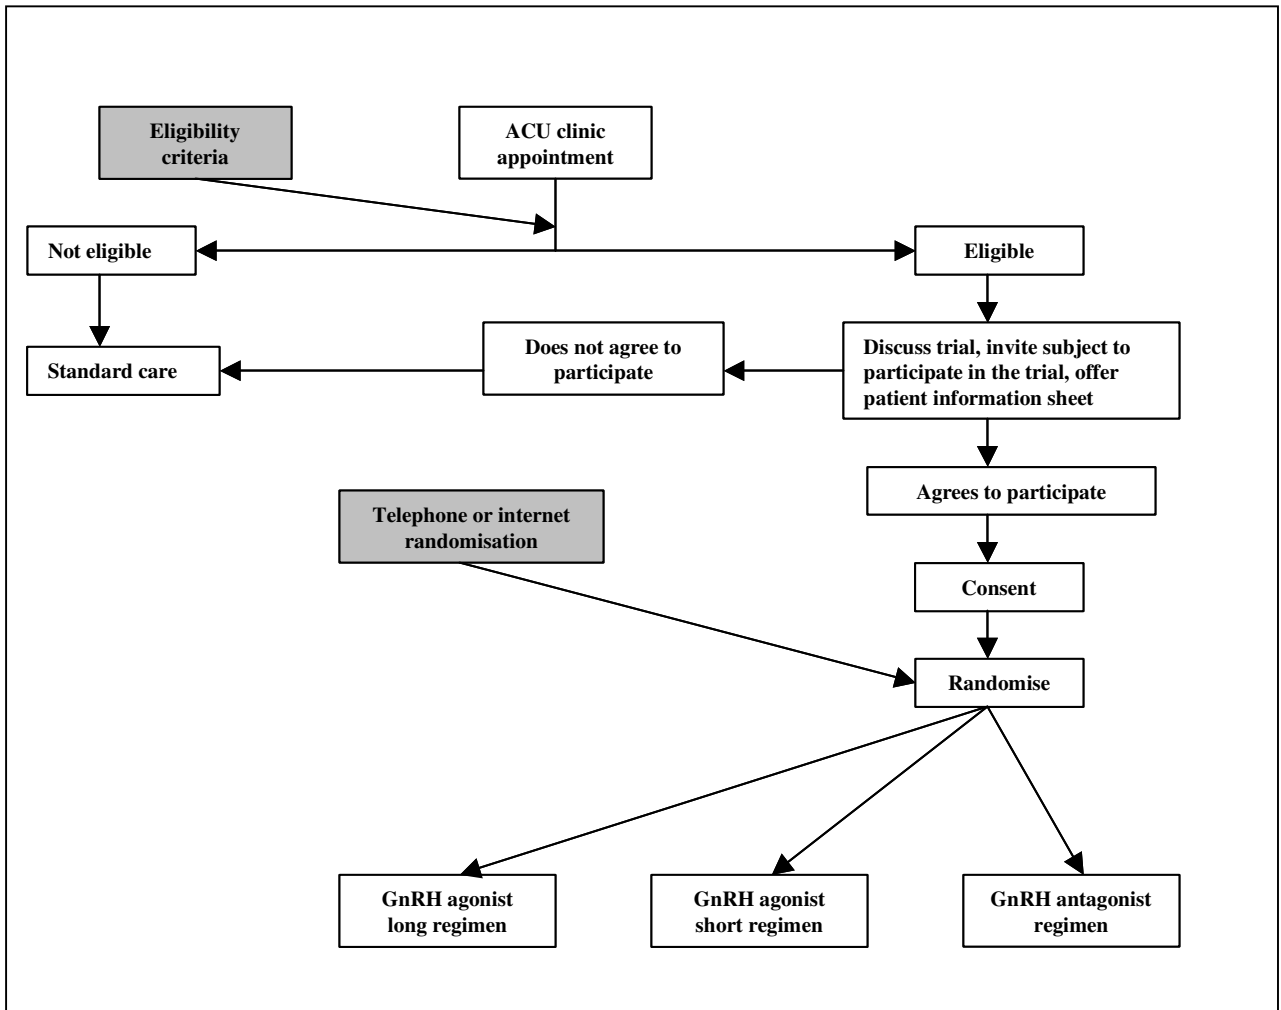 Eligibility
criteria
ACU clinic
appointment
Not eligible
Eligible
Standard care
Does not agree to
participate
Discuss trial, invite subject to
participate in the trial, offer
patient information sheet
Agrees to participate
Telephone or internet
randomisation
Consent
Randomise
GnRH agonist
long regimen
GnRH agonist
short regimen
GnRH antagonist
regimen